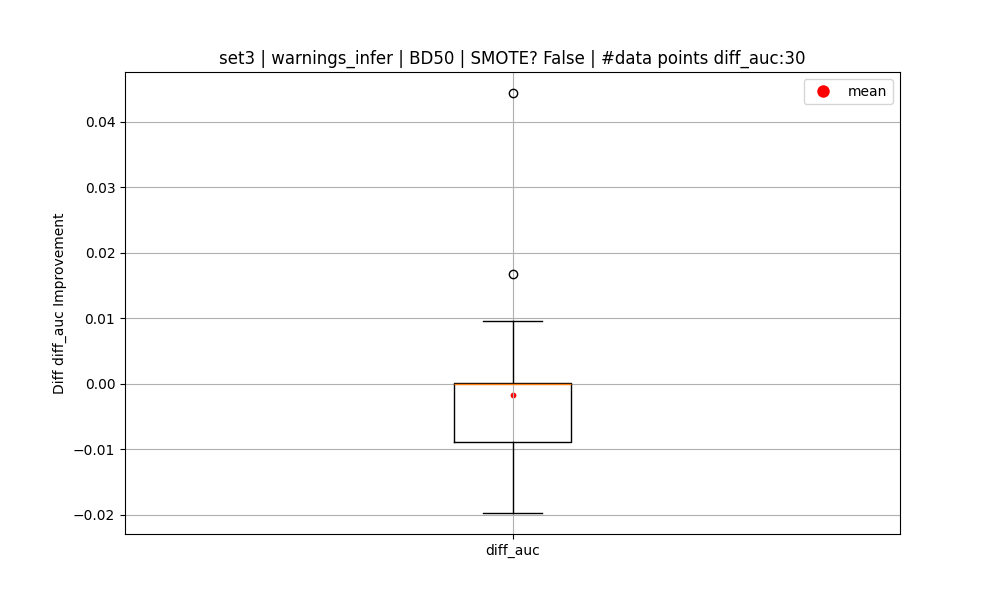 set3 | warnings_infer | BD50 | SMOTE? False | #data points diff_auc:30
mean
0.04
0.03
0.02
0.01
0.00
−0.01
−0.02
Diff diff_auc Improvement
diff_auc